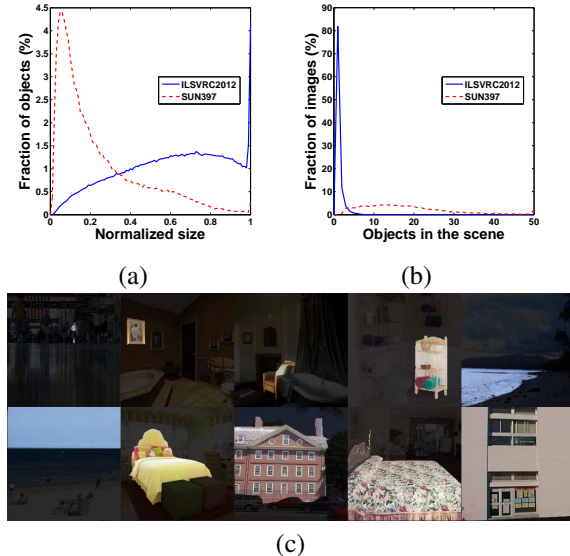 4.5
4
3.5
3
2.5
2
1.5
1
0.5
0
0 0.2 0.4 0.6 0.8 1
Fraction of objects (%)
Normalized size
ILSVRC2012
SUN397
(a)
90
80
70
60
50
40
30
20
10
0
0 10 20 30 40 50
Fraction of images (%)
Objects in the scene
ILSVRC2012
SUN397
(b)
(c)